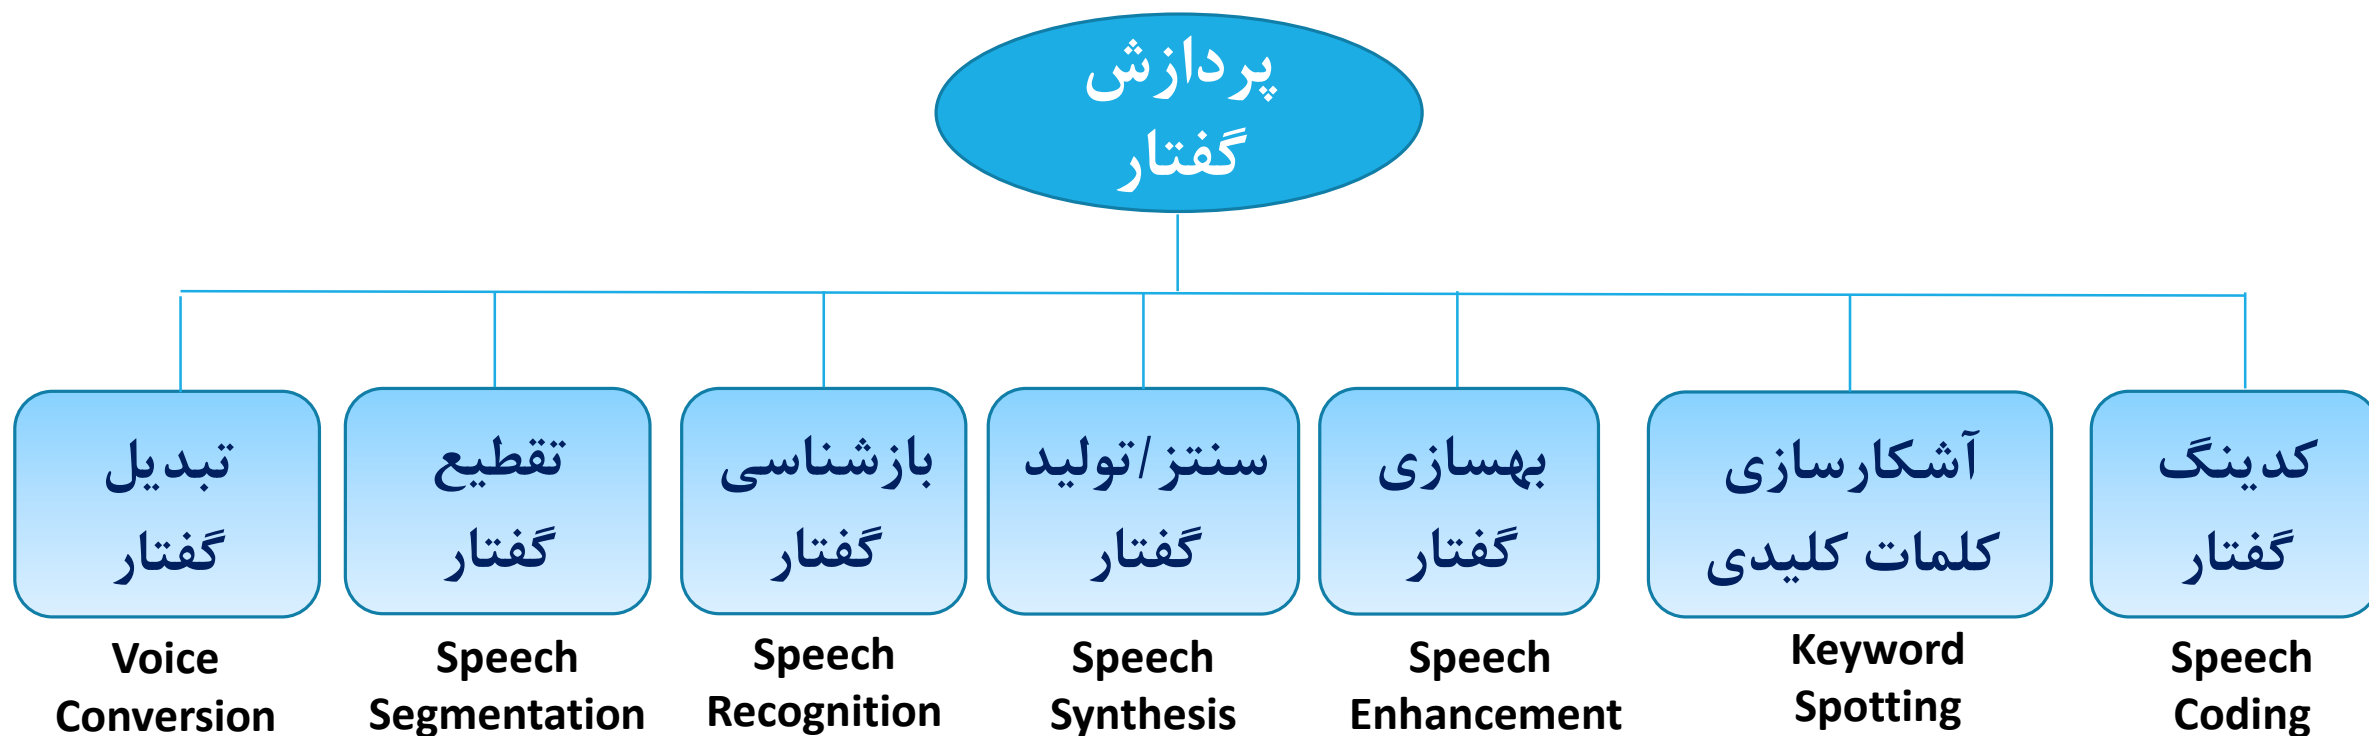 پردازش
گفتار
کدینگ
گفتار
Speech
Coding
آشکارسازی
کلمات کلیدی
Keyword
Spotting
بهسازی
گفتار
Speech
Enhancement
سنتز/تولید
گفتار
Speech
Synthesis
بازشناسی
گفتار
Speech
Recognition
تقطیع
گفتار
Speech
Segmentation
تبدیل
گفتار
Voice
Conversion